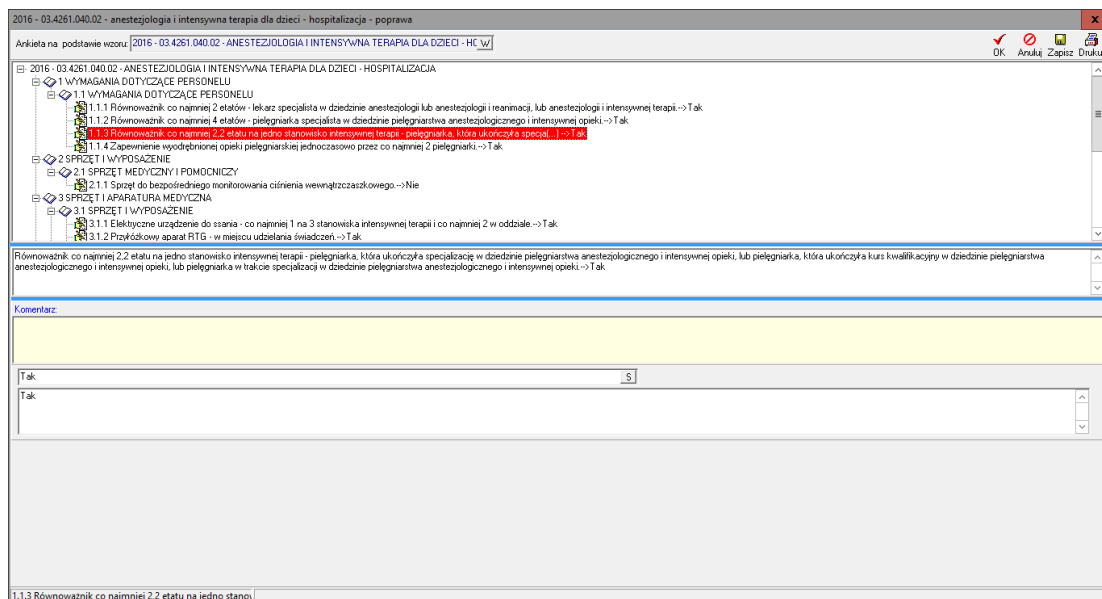 2016 - 03.4261.040.02 - anestezjologia i intensywna terapia dla dzieci - hospitalizacja - poprawa
x
Ankieta na podstawie wzoru: 2016 - 03.4261.040.02 - ANESTEZJOLOGIA I INTENSYWNA TERAPIA DLA DZIECI - HO W
OK Anuluj Zapisz Druku
2016 - 03.4261.040.02 - ANESTEZJOLOGIA I INTENSYWNA TERAPIA DLA DZIECI - HOSPITALIZACJA
1 WYMAGANIA DOTYCZĄCE PERSONELU
1.1 WYMAGANIA DOTYCZĄCE PERSONELU
1.1.1 Równoważnik co najmniej 2 etatów - lekarz specjalista w dziedzinie anestezjologii lub anestezjologii i reanimacji, lub anestezjologii i intensywnej terapii.-->Tak
1.1.2 Równoważnik co najmniej 4 etatów - pielęgniarka specjalista w dziedzinie pielęgniarstwa anestezjologicznego i intensywnej opieki.-->Tak
1.1.3 Równoważnik co najmniej 2,2 etatu na jedno stanowisko intensywnej terapii - pielęgniarka, która ukończyła specja(...) -->Tak
1.1.4 Zapewnienie wyodrębnionej opieki pielęgniarskiej jednoczasowo przez co najmniej 2 pielęgniarki.-->Tak
2 SPRZĘT I WYPOSAŻENIE
2.1 SPRZĘT MEDYCZNY I POMOCNICZY
2.1.1 Sprzęt do bezpośredniego monitorowania ciśnienia wewnątrzczaszkowego.-->Nie
3 SPRZĘT I APARATURA MEDYCZNA
3.1 SPRZĘT I WYPOSAŻENIE
3.1.1 Elektryczne urządzenie do ssania - co najmniej 1 na 3 stanowiska intensywnej terapii i co najmniej 2 w oddziale.-->Tak
3.1.2 Przyłóżkowy aparat RTG - w miejscu udzielania świadczeń.-->Tak
Równoważnik co najmniej 2,2 etatu na jedno stanowisko intensywnej terapii - pielęgniarka, która ukończyła specjalizację w dziedzinie pielęgniarstwa anestezjologicznego i intensywnej opieki, lub pielęgniarka, która ukończyła kurs kwalifikacyjny w dziedzinie pielęgniarstwa
anestezjologicznego i intensywnej opieki, lub pielęgniarka w trakcie specjalizacji w dziedzinie pielęgniarstwa anestezjologicznego i intensywnej opieki.-->Tak
Komentarz:
Tak S
Tak
1.1.3 Równoważnik co najmniej 2,2 etatu na jedno stanow